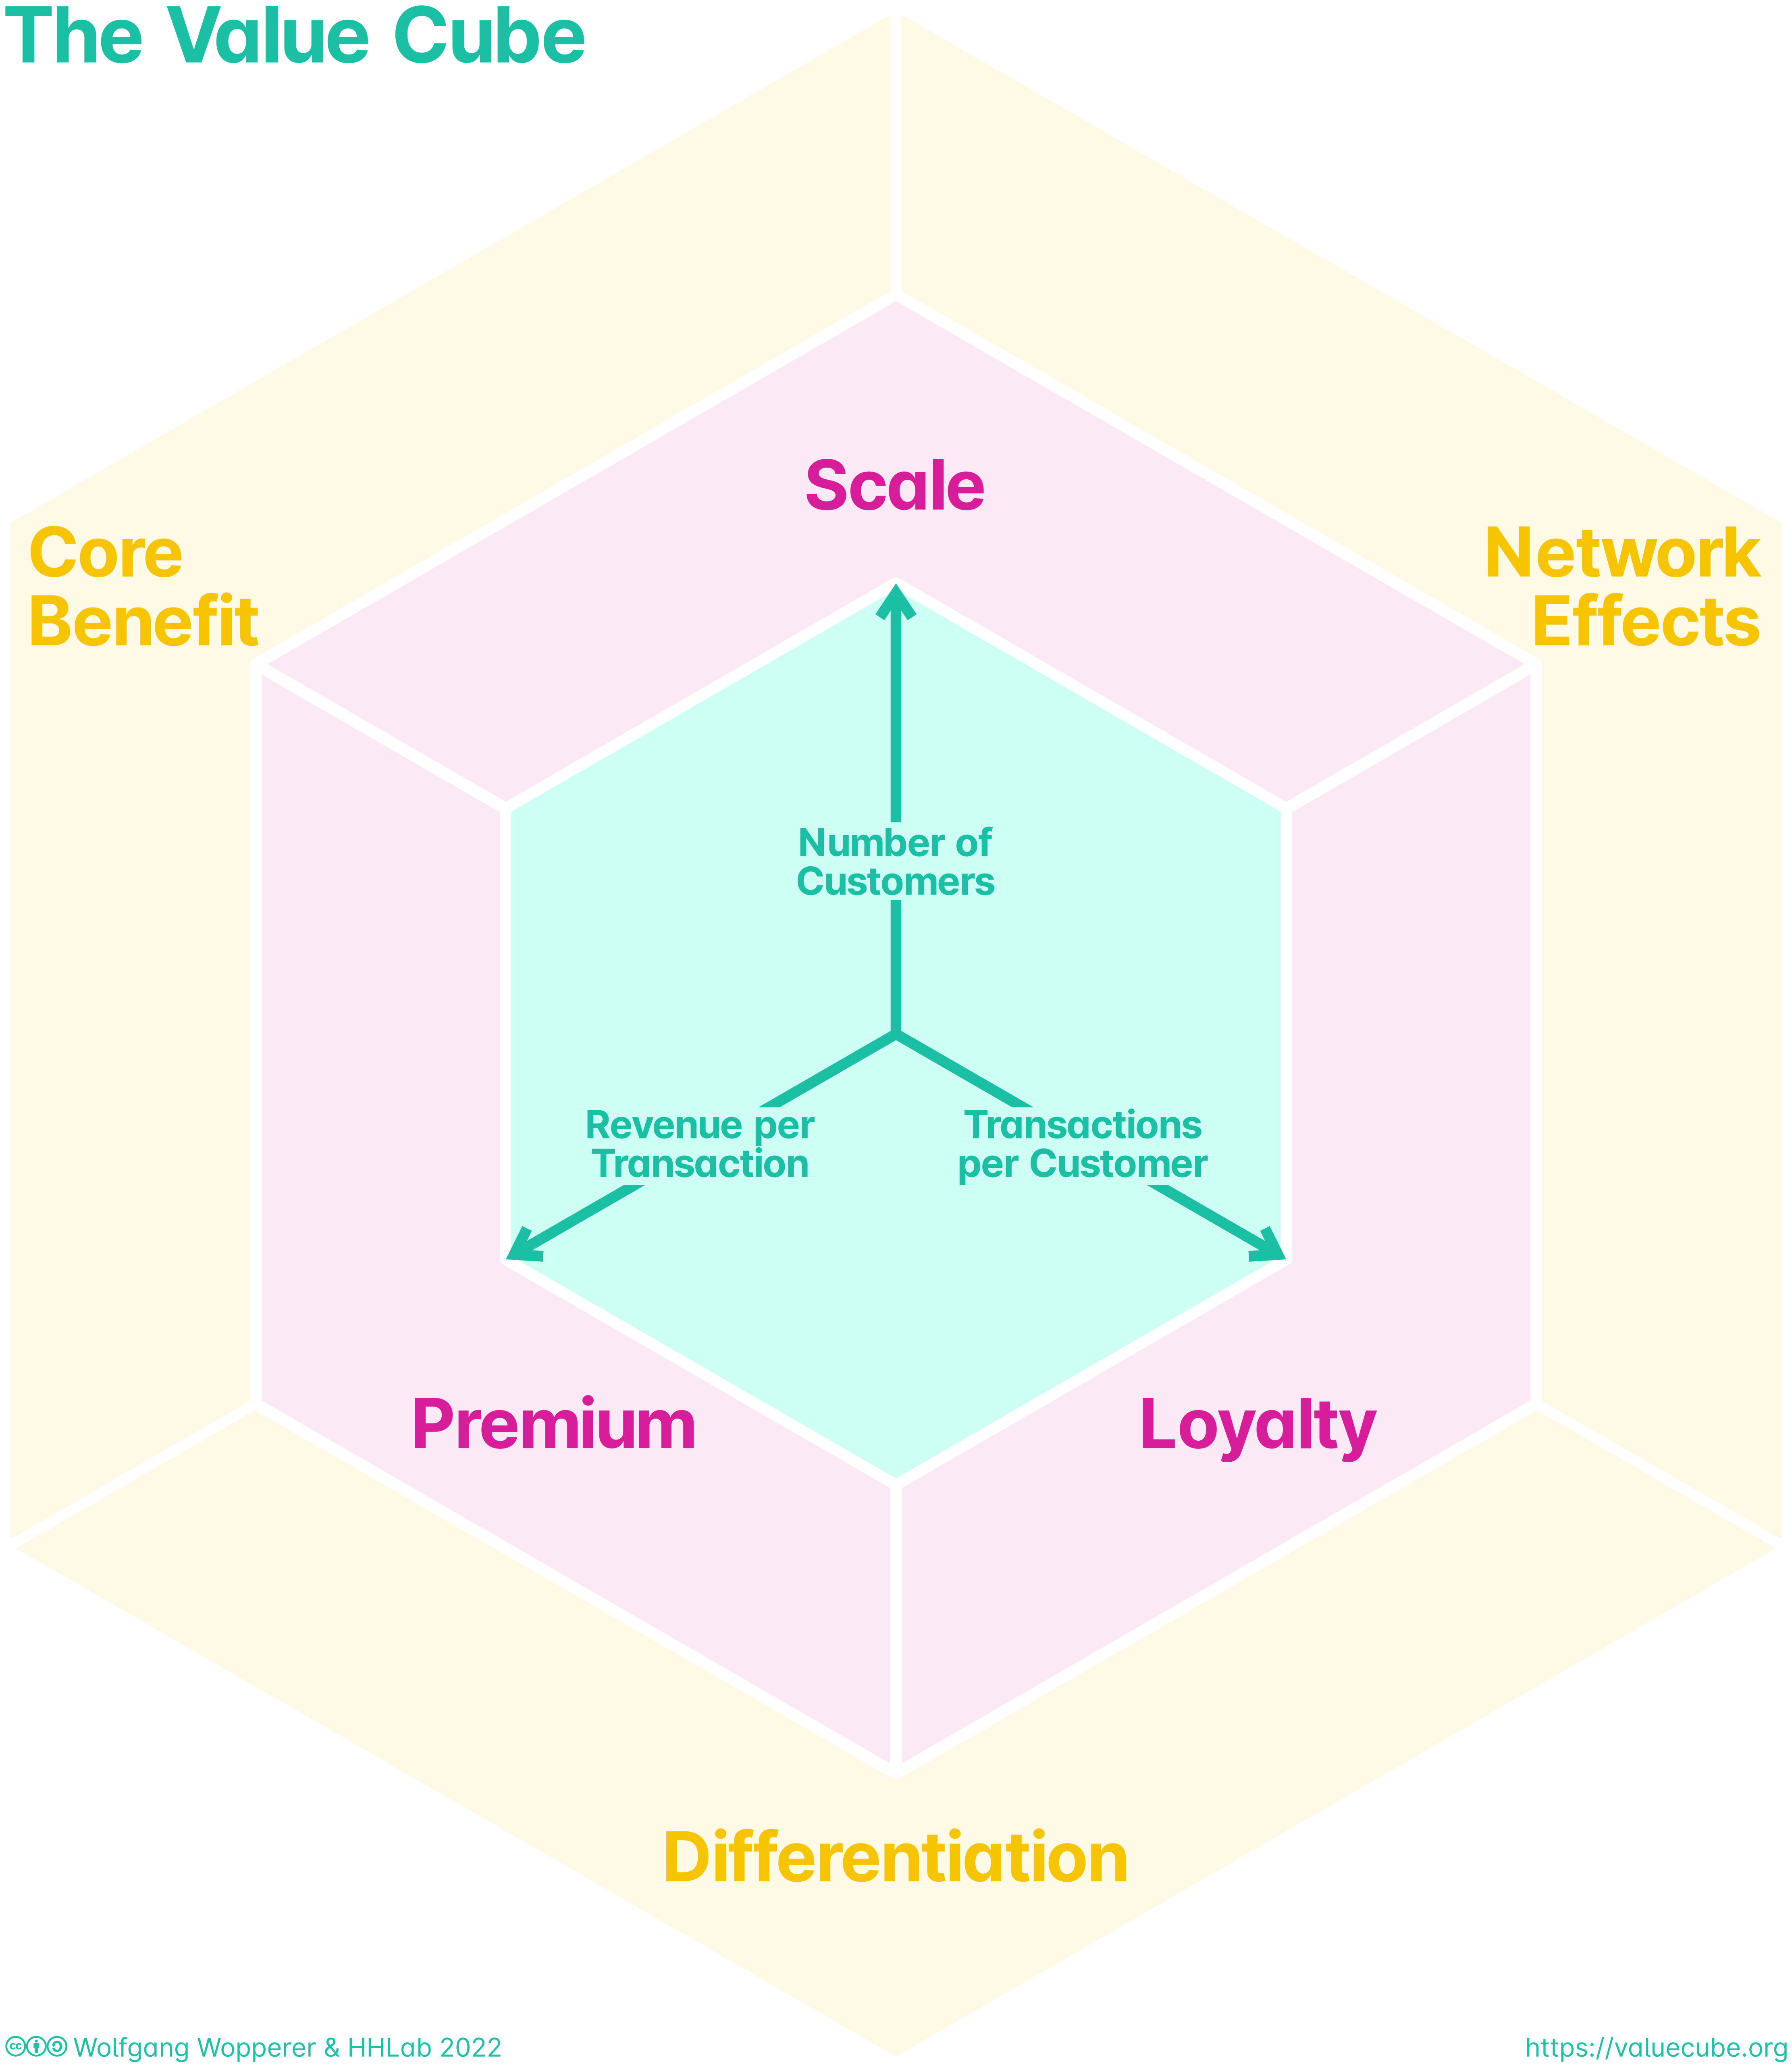 The Value Cube
Scale
Core
Benefit
Network
Effects
Number of
Customers
Revenue per
Transaction
Transactions
per Customer
Premium
Loyalty
Differentiation
Wolfgang Wopperer & HHLab 2022
https://valuecube.org